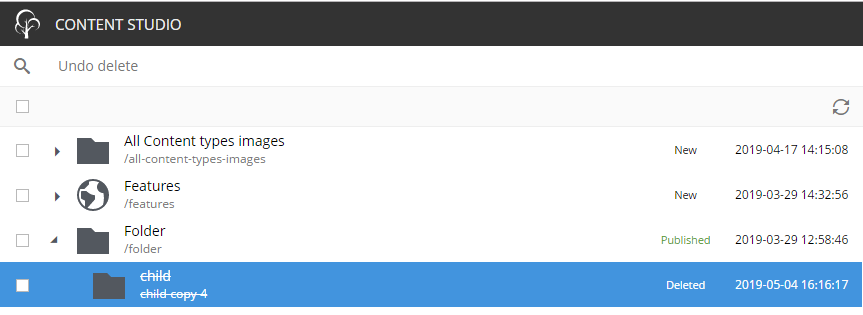 CONTENT STUDIO
Undo delete
All Content types images
/all-content-types-images
New
2019-04-17 14:15:08
Features
/features
New
2019-03-29 14:32:56
Folder
/folder
Published
2019-03-29 12:58:46
child
child-copy-4
Deleted
2019-05-04 16:16:17